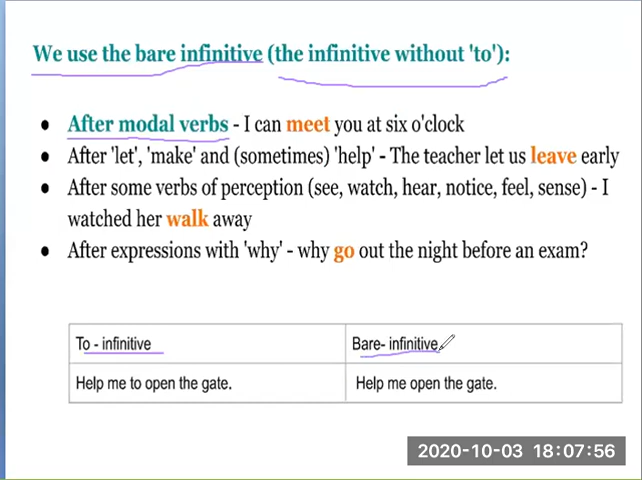 We use the bare infinitive (the infinitive without 'to'):
● After modal verbs - I can meet you at six o'clock
● After 'let', 'make' and (sometimes) 'help' - The teacher let us leave early
● After some verbs of perception (see, watch, hear, notice, feel, sense) - I
watched her walk away
● After expressions with 'why' - why go out the night before an exam?
To - infinitive Bare- infinitive
Help me to open the gate. Help me open the gate.
2020-10-03 18:07:56